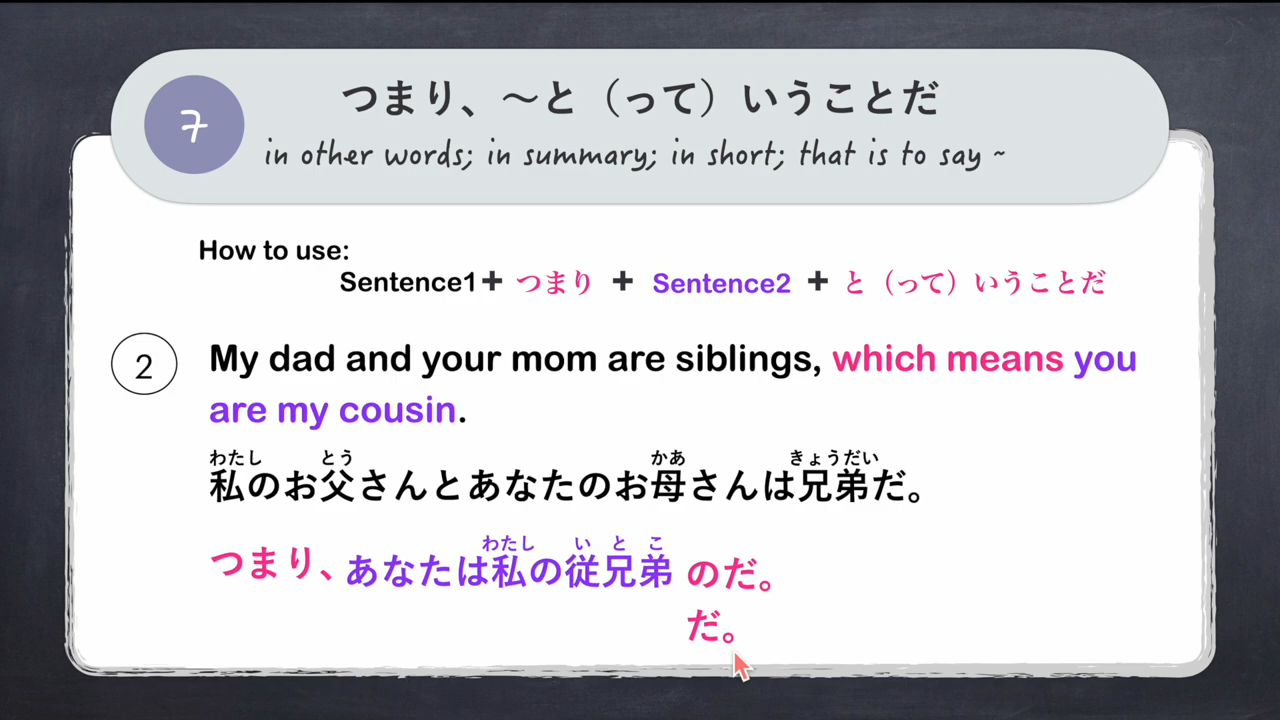 7
つまり、〜と（って）いうことだ
in other words; in summary; in short; that is to say ~
How to use:
Sentence1+ つまり + Sentence2 + と（って）いうことだ
2
My dad and your mom are siblings, which means you
are my cousin.
わたし とう かあ きょうだい
私のお父さんとあなたのお母さんは兄弟だ。
わたし い と こ
つまり、あなたは私の従兄弟 のだ。
だ。